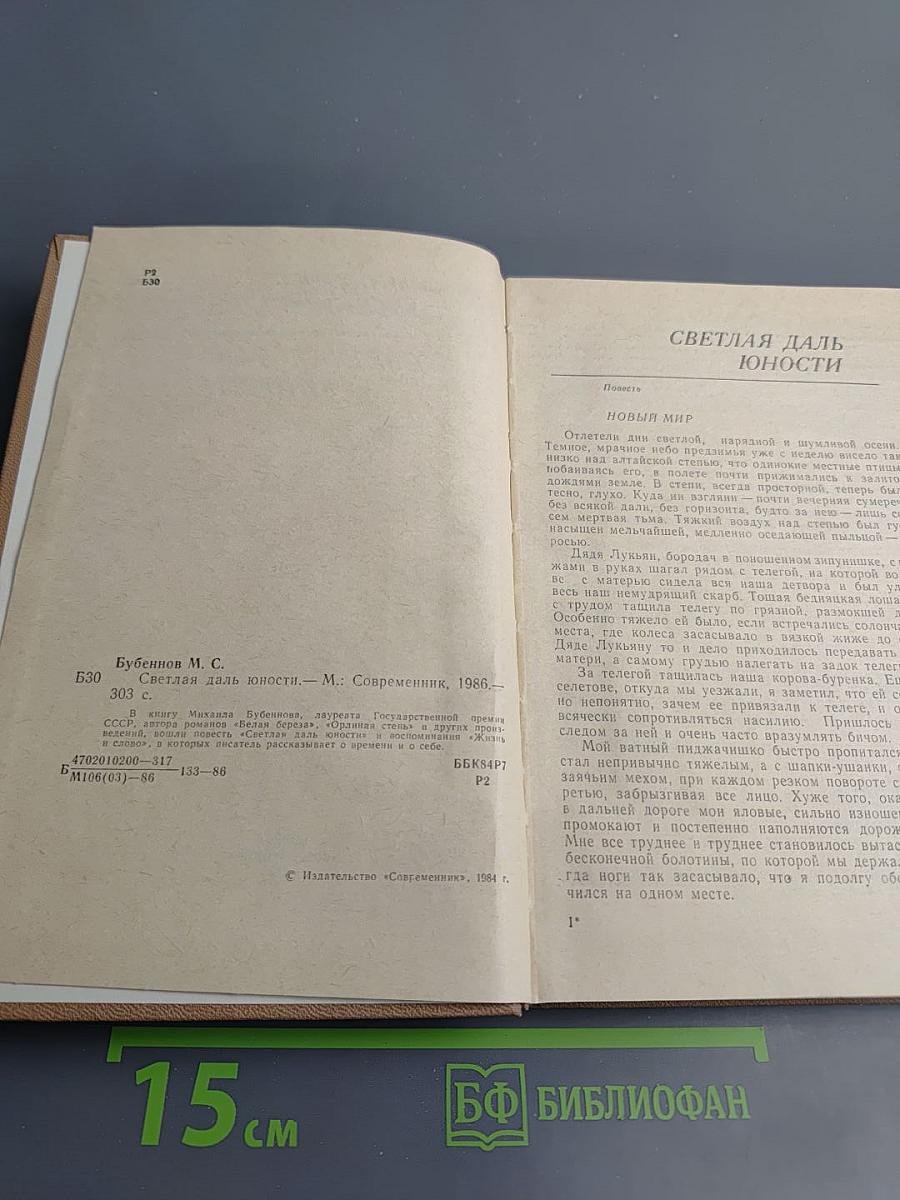 Р2
Б30
Бубеннов М. С.
Б30 Светлая даль юности.— М.: Современник, 1986.—
303 с.
В книгу Михаила Бубеннова, лауреата Государственной премии
СССР, автора романов «Белая береза», «Орлиная степь» и других произ-
ведений, вошли повесть «Светлая даль юности» и воспоминания «Жизнь
и слово», в которых писатель рассказывает о времени и о себе.
Б 4702010200—317
М106(03)—86 133—86
ББК84Р7
Р2
© Издательство «Современник», 1984 г.
СВЕТЛАЯ ДАЛЬ
ЮНОСТИ
Повесть
НОВЫЙ МИР
Отлетели дни светлой, нарядной и шумливой осени.
Темное, мрачное небо предзимья уже с неделю висело так
низко над алтайской степью, что одинокие местные птицы,
побаиваясь его, в полете почти прижимались к
дождями земле. В степи, всегда просторной, теперь
тесно, глухо. Куда ни взгляни — почти вечерняя
без всякой дали, без горизонта, будто за нею — лишь
сем мертвая тьма. Тяжкий воздух над степью был
насыщен мельчайшей, медленно оседающей пыльцой —
росью.
Дядя Лукьян, бородач в поношенном зипунишке, с
жами в руках шагал рядом с телегой, на которой
ве с матерью сидела вся наша детвора и был
весь наш немудрящий скарб. Тощая бедняцкая
с трудом тащила телегу по грязной, размокшей
Особенно тяжело ей было, если встречались
места, где колеса засасывало в вязкой жиже до
Дяде Лукьяну то и дело приходилось передавать
матери, а самому грудью налегать на задок
За телегой тащилась наша корова-буренка.
селетове, откуда мы уезжали, я заметил, что ей
но непонятно, зачем ее привязали к телеге, и
всячески сопротивляться насилию. Пришлось
следом за ней и очень часто вразумлять бичом.
Мой ватный пиджачишко быстро пропитался
стал непривычно тяжелым, а с шапки-ушанки,
заячьим мехом, при каждом резком повороте
ретью, забрызгивая все лицо. Хуже того,
в дальней дороге мои яловые, сильно
промокают и постепенно наполняются
Мне все труднее и труднее становилось
бесконечной болотины, по которой мы
гда ноги так засасывало, что я подолгу
чился на одном месте.
1*
15 см
БФ БИБЛИОФАН